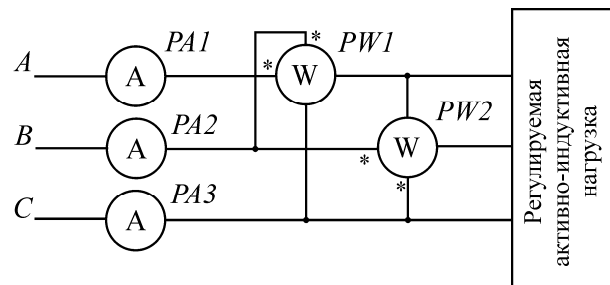 A
A
PA1
*
*
W
PW1
B
A
PA2
*
W
*
PW2
C
A
PA3
Регулируемая
активно-индуктивная
нагрузка